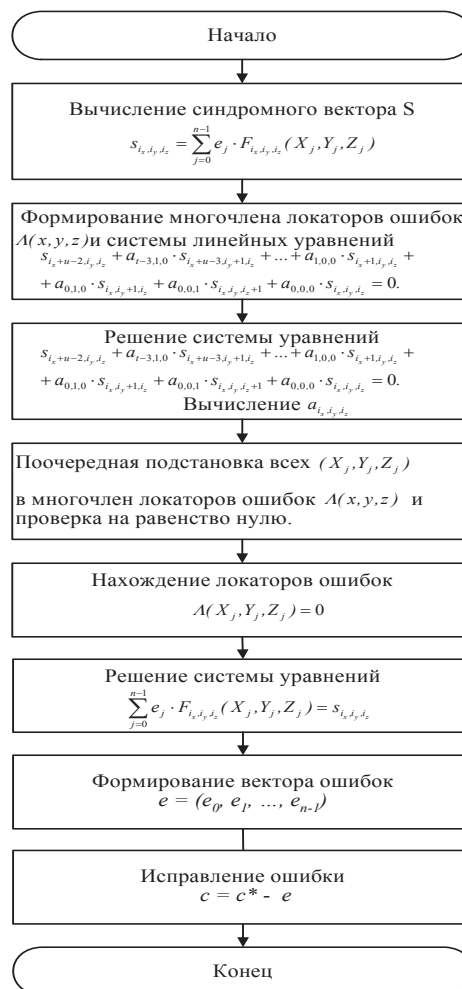 Начало
Вычисление синдромного вектора S
s_{i_x,i_y,i_z} = \sum_{j=0}^{n-1} e_j · F_{i_x,i_y,i_z}(X_j,Y_j,Z_j)
Формирование многочлена локаторов ошибок
Λ(x,y,z) и системы линейных уравнений
s_{i_x+u-2,i_y,i_z} + a_{t-3,1,0} · s_{i_x+u-3,i_y+1,i_z} + ... + a_{1,0,0} · s_{i_x+1,i_y,i_z} +
+ a_{0,1,0} · s_{i_x,i_y+1,i_z} + a_{0,0,1} · s_{i_x,i_y,i_z+1} + a_{0,0,0} · s_{i_x,i_y,i_z} = 0.
Решение системы уравнений
s_{i_x+u-2,i_y,i_z} + a_{t-3,1,0} · s_{i_x+u-3,i_y+1,i_z} + ... + a_{1,0,0} · s_{i_x+1,i_y,i_z} +
+ a_{0,1,0} · s_{i_x,i_y+1,i_z} + a_{0,0,1} · s_{i_x,i_y,i_z+1} + a_{0,0,0} · s_{i_x,i_y,i_z} = 0.
Вычисление a_{i_x,i_y,i_z}
Поочередная подстановка всех (X_j,Y_j,Z_j)
в многочлен локаторов ошибок Λ(x,y,z) и
проверка на равенство нулю.
Нахождение локаторов ошибок
Λ(X_j,Y_j,Z_j)=0
Решение системы уравнений
\sum_{j=0}^{n-1} e_j · F_{i_x,i_y,i_z}(X_j,Y_j,Z_j) = s_{i_x,i_y,i_z}
Формирование вектора ошибок
e = (e_0, e_1, ..., e_{n-1})
Исправление ошибки
c = c* - e
Конец